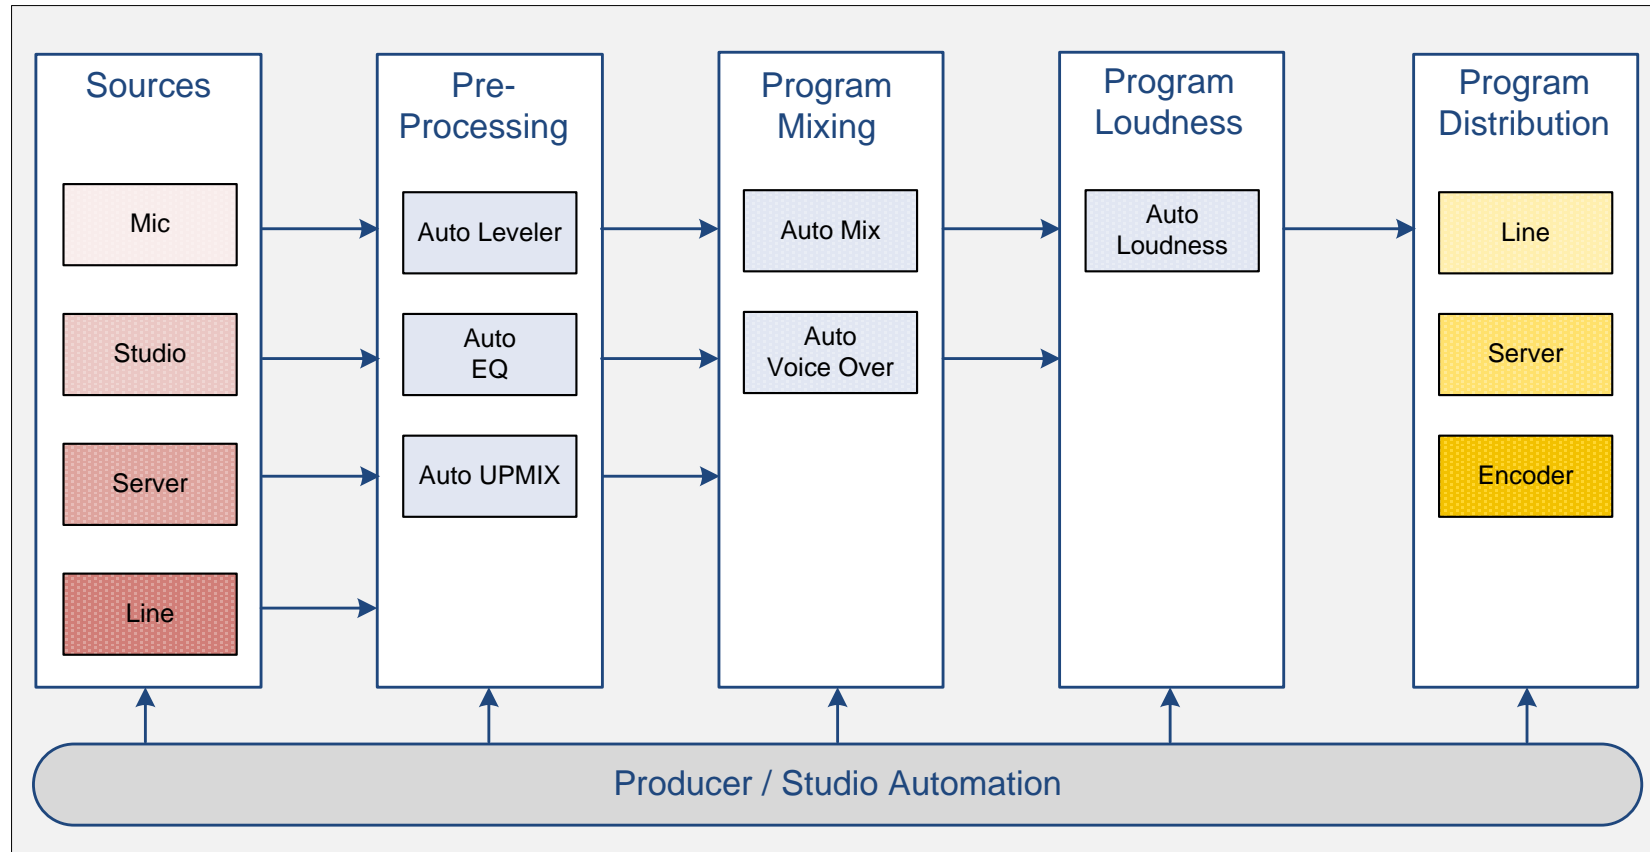 Sources
Mic
Studio
Server
Line
Pre-
Processing
Auto Leveler
Auto
EQ
Auto UPMIX
Program
Mixing
Auto Mix
Auto
Voice Over
Program
Loudness
Auto
Loudness
Program
Distribution
Line
Server
Encoder
Producer / Studio Automation